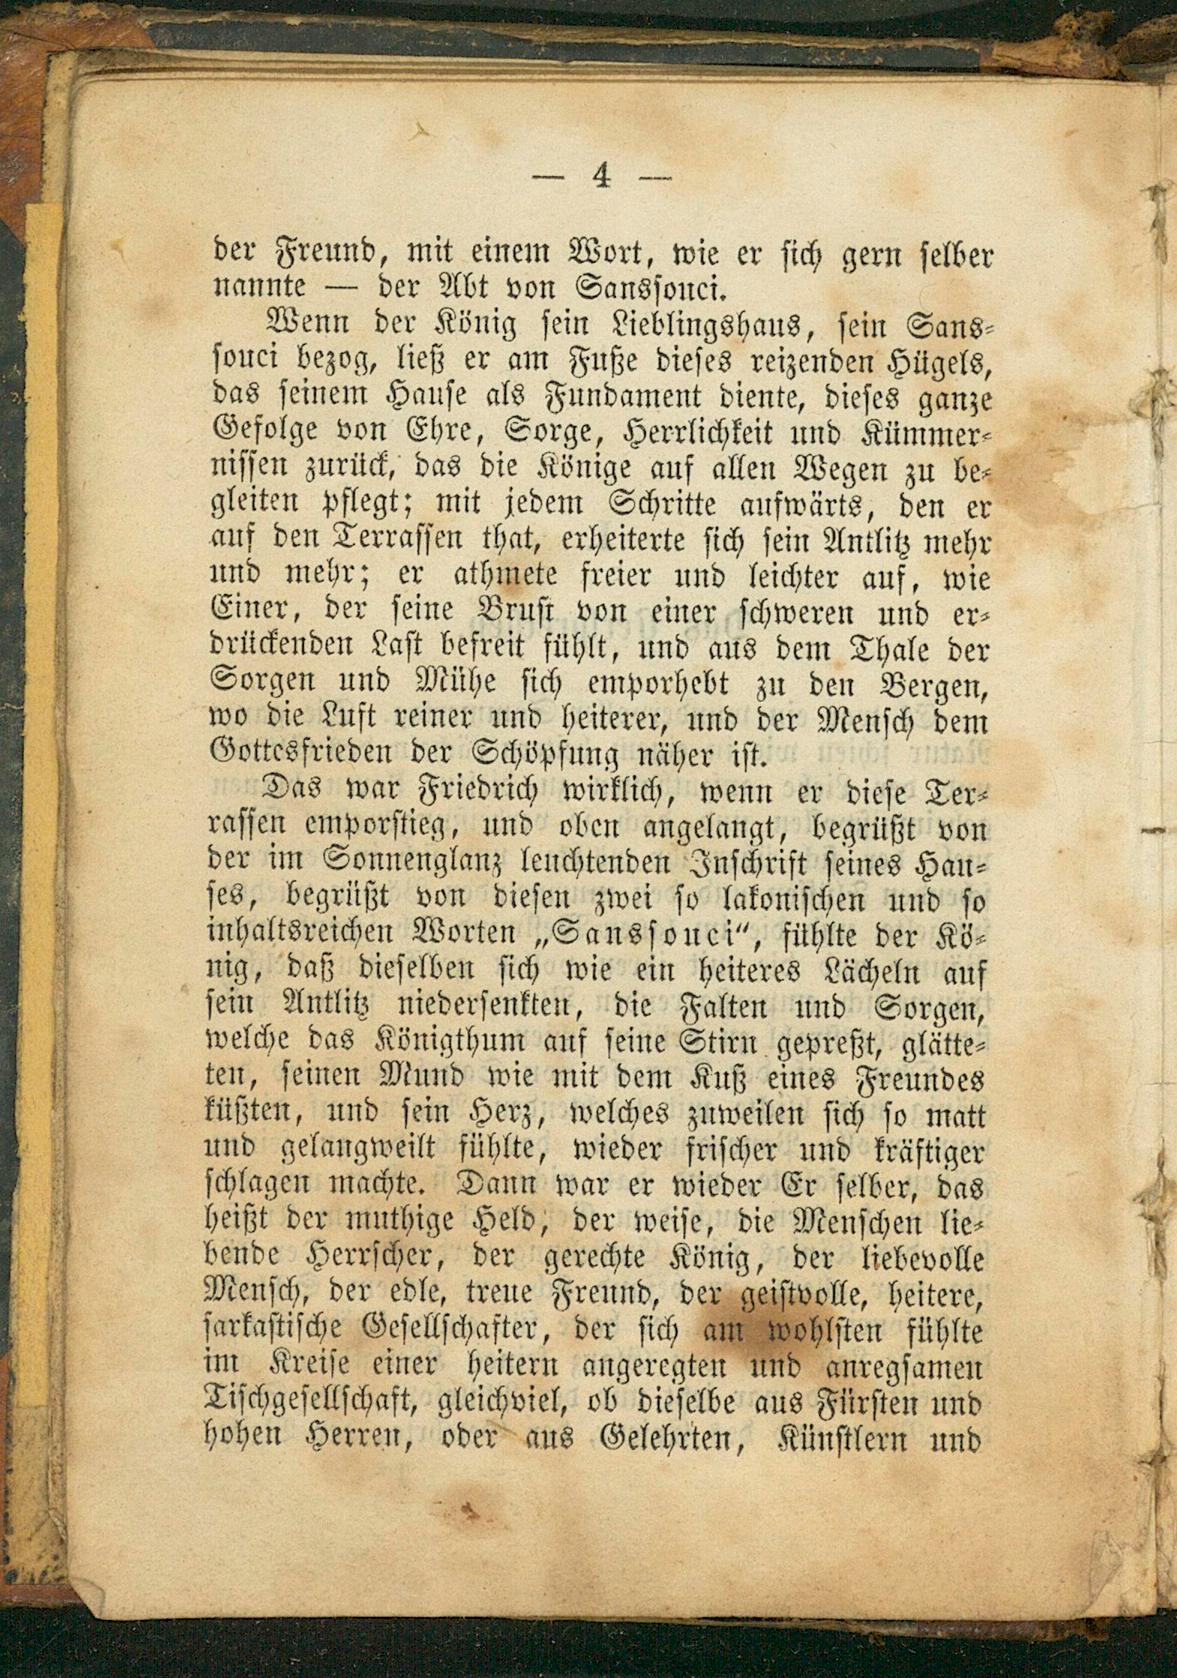 — 4 —
der Freund, mit einem Wort, wie er sich gern selber
nannte — der Abt von Sanssouci.
Wenn der König sein Lieblingshaus, sein Sans-
souci bezog, ließ er am Fuße dieses reizenden Hügels,
das seinem Hause als Fundament diente, dieses ganze
Gefolge von Ehre, Sorge, Herrlichkeit und Kümmer-
nissen zurück, das die Könige auf allen Wegen zu be-
gleiten pflegt; mit jedem Schritte aufwärts, den er
auf den Terrassen that, erheiterte sich sein Antlitz mehr
und mehr; er athmete freier und leichter auf, wie
Einer, der seine Brust von einer schweren und er-
drückenden Last befreit fühlt, und aus dem Thale der
Sorgen und Mühe sich emporhebt zu den Bergen,
wo die Luft reiner und heiterer, und der Mensch dem
Gottesfrieden der Schöpfung näher ist.
Das war Friedrich wirklich, wenn er diese Ter-
rassen emporstieg, und oben angelangt, begrüßt von
der im Sonnenglanz leuchtenden Inschrift seines Hau-
ses, begrüßt von diesen zwei so lakonischen und so
inhaltsreichen Worten „Sanssouci“, fühlte der Kö-
nig, daß dieselben sich wie ein heiteres Lächeln auf
sein Antlitz niedersenkten, die Falten und Sorgen,
welche das Königthum auf seine Stirn gepreßt, glätte-
ten, seinen Mund wie mit dem Kuß eines Freundes
küßten, und sein Herz, welches zuweilen sich so matt
und gelangweilt fühlte, wieder frischer und kräftiger
schlagen machte. Dann war er wieder Er selber, das
heißt der muthige Held, der weise, die Menschen lie-
bende Herrscher, der gerechte König, der liebevolle
Mensch, der edle, treue Freund, der geistvolle, heitere,
sarkastische Gesellschafter, der sich am wohlsten fühlte
im Kreise einer heitern angeregten und anregsamen
Tischgesellschaft, gleichviel, ob dieselbe aus Fürsten und
hohen Herren, oder aus Gelehrten, Künstlern und